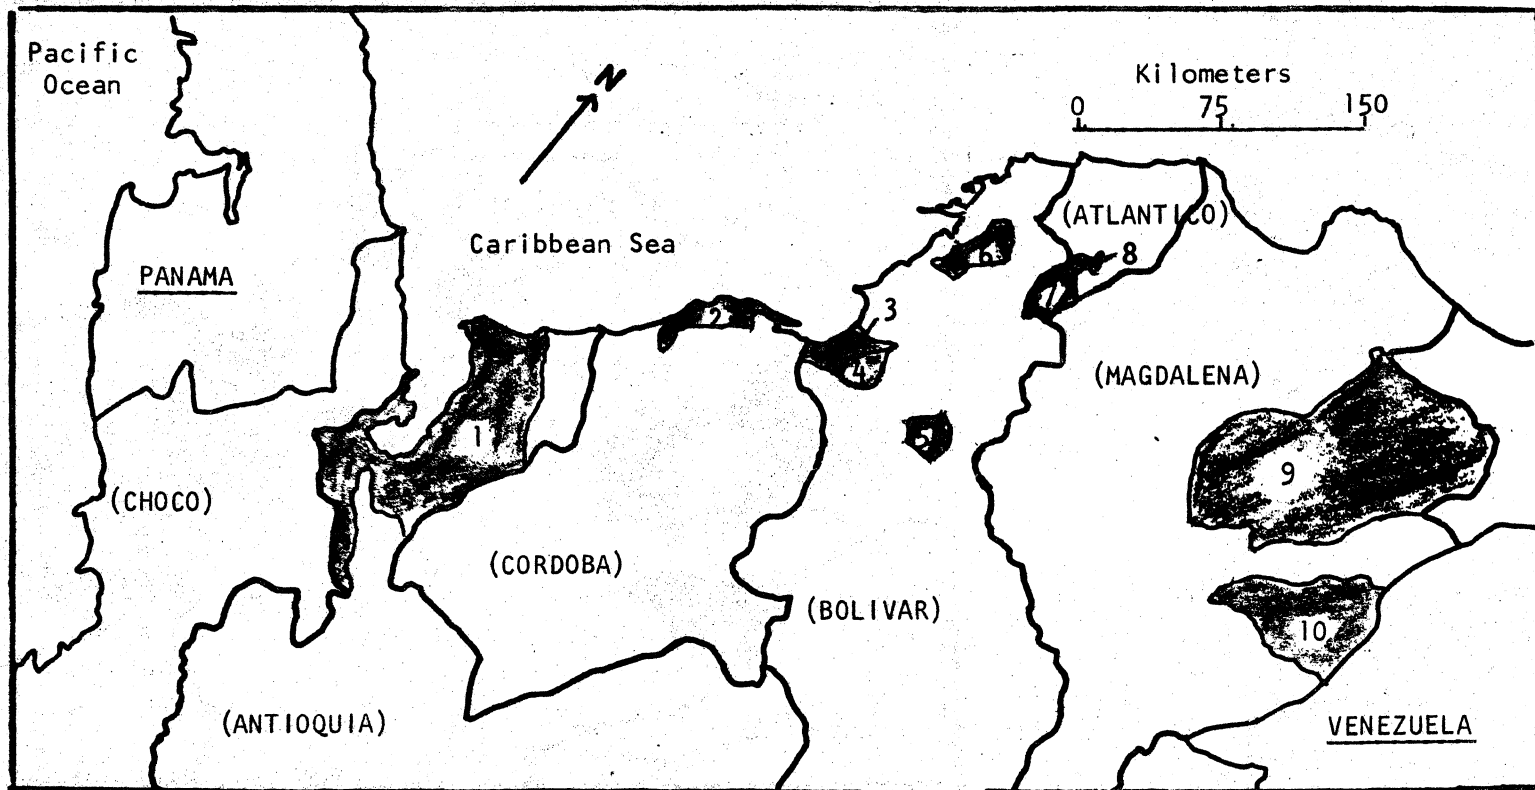 Pacific
Ocean
N
Kilometers
0 75 150
Caribbean Sea
PANAMA
(ATLANTICO)
6
8
7
2
3
4
(MAGDALENA)
1
5
9
(CHOCO)
(CORDOBA)
(BOLIVAR)
10
(ANTIOQUIA)
VENEZUELA